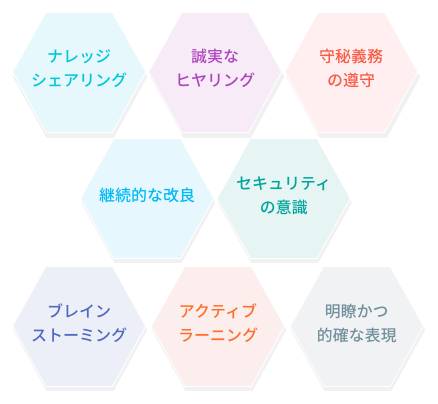 ナレッジ
シェアリング
誠実な
ヒヤリング
守秘義務
の遵守
継続的な改良
セキュリティ
の意識
ブレイン
ストーミング
アクティブ
ラーニング
明瞭かつ
的確な表現